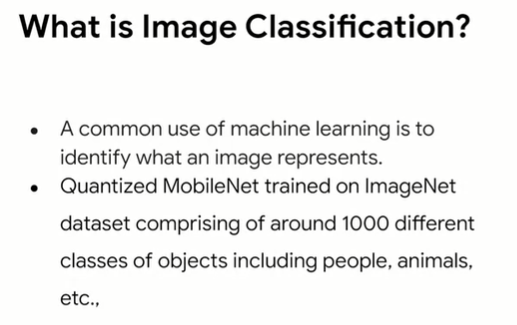 What is Image Classification?
● A common use of machine learning is to
identify what an image represents.
● Quantized MobileNet trained on ImageNet
dataset comprising of around 1000 different
classes of objects including people, animals,
etc.,